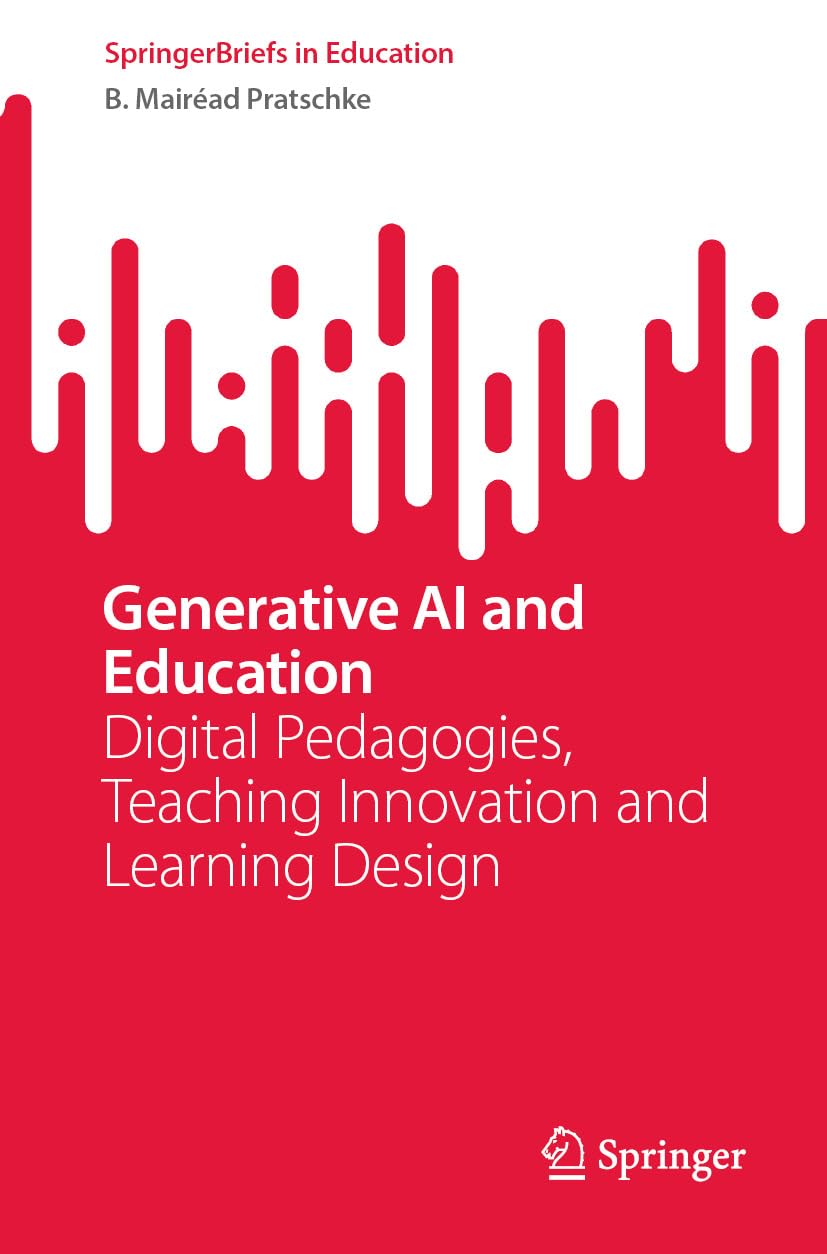 SpringerBriefs in Education
B. Mairéad Pratschke
Generative AI and
Education
Digital Pedagogies,
Teaching Innovation and
Learning Design
Springer